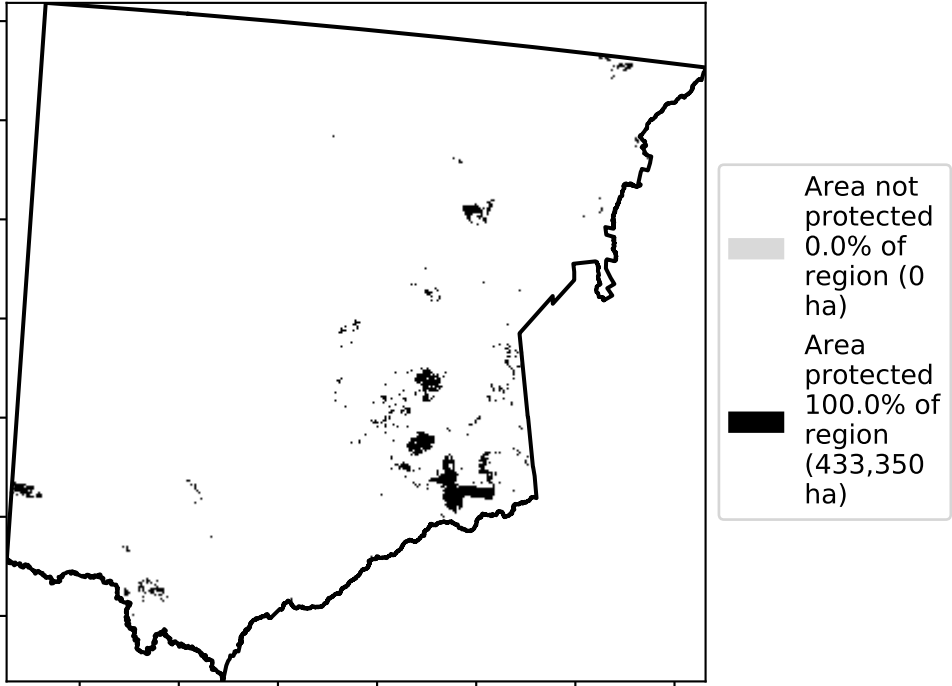 Area not
protected
0.0% of
region (0
ha)
Area
protected
100.0% of
region
(433,350
ha)